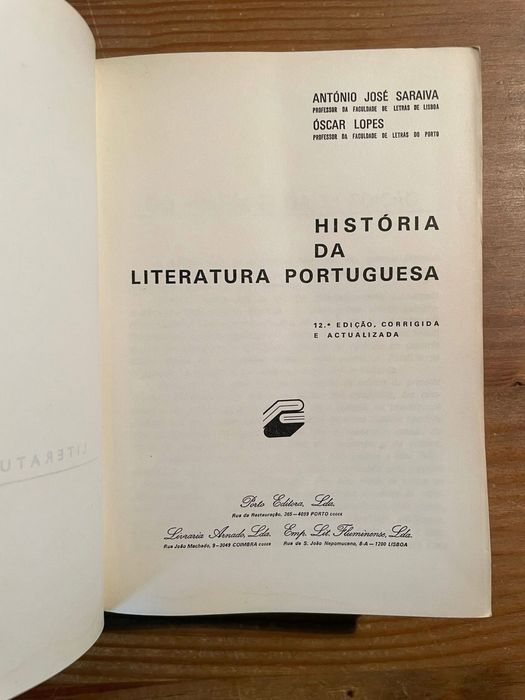 ANTÓNIO JOSÉ SARAIVA
PROFESSOR DA FACULDADE DE LETRAS DE LISBOA
ÓSCAR LOPES
PROFESSOR DA FACULDADE DE LETRAS DO PORTO
HISTÓRIA
DA
LITERATURA PORTUGUESA
12.ª EDIÇÃO, CORRIGIDA
E ACTUALIZADA
Porto Editora, Lda.
Rua da Restauração, 365—4099 PORTO CODEX
Livraria Arnado, Lda. Emp. Lit. Fluminense, Lda.
Rua João Machado, 9—3049 COIMBRA CODEX Rua de S. João Nepomuceno, 8-A—1200 LISBOA
LITERATU